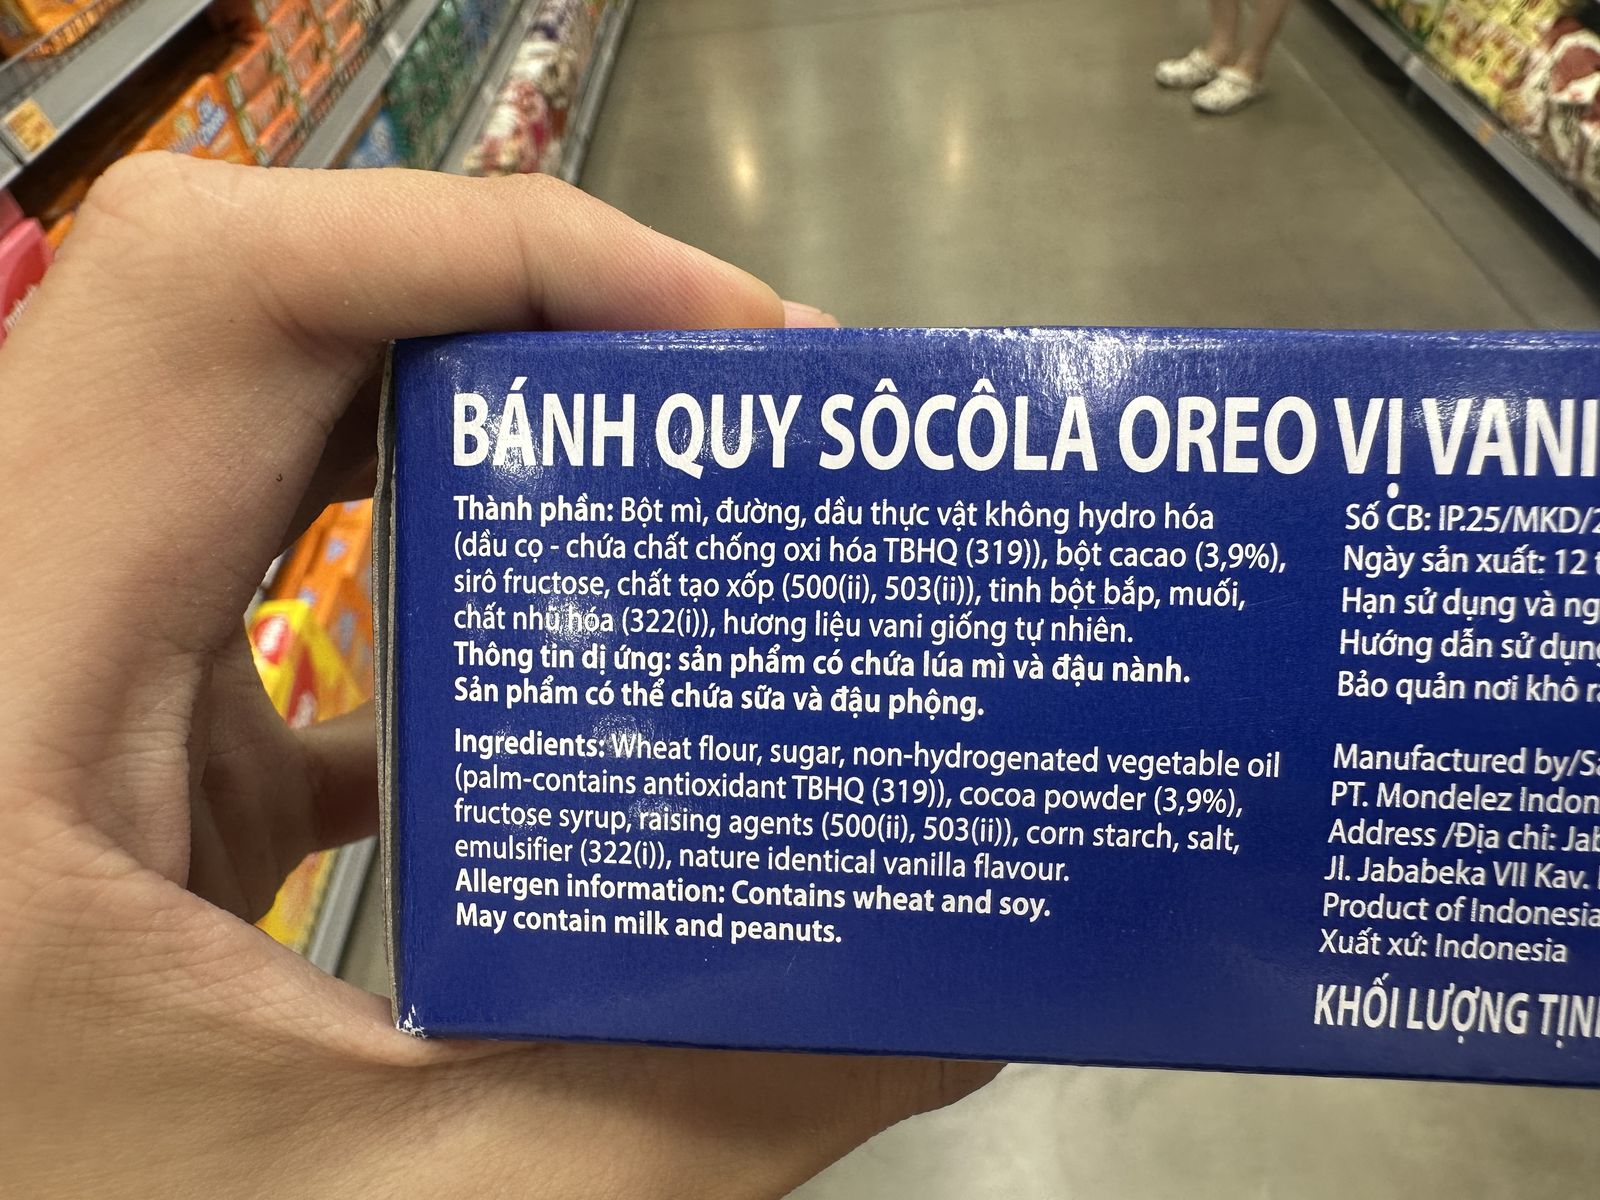 BÁNH QUY SÔCÔLA OREO VỊ VANI
Thành phần: Bột mì, đường, dầu thực vật không hydro hóa
(dầu cọ - chứa chất chống oxi hóa TBHQ (319)), bột cacao (3,9%),
sirô fructose, chất tạo xốp (500(ii), 503(ii)), tinh bột bắp, muối,
chất nhũ hóa (322(i)), hương liệu vani giống tự nhiên.
Thông tin dị ứng: sản phẩm có chứa lúa mì và đậu nành.
Sản phẩm có thể chứa sữa và đậu phộng.
Ingredients: Wheat flour, sugar, non-hydrogenated vegetable oil
(palm-contains antioxidant TBHQ (319)), cocoa powder (3,9%),
fructose syrup, raising agents (500(ii), 503(ii)), corn starch, salt,
emulsifier (322(i)), nature identical vanilla flavour.
Allergen information: Contains wheat and soy.
May contain milk and peanuts.
Số CB: IP.25/MKD/2
Ngày sản xuất: 12 t
Hạn sử dụng và ng
Hướng dẫn sử dụng
Bảo quản nơi khô r
Manufactured by/Sả
PT. Mondelez Indon
Address /Địa chỉ: Jab
Jl. Jababeka VII Kav.
Product of Indonesia
Xuất xứ: Indonesia
KHỐI LƯỢNG TỊN